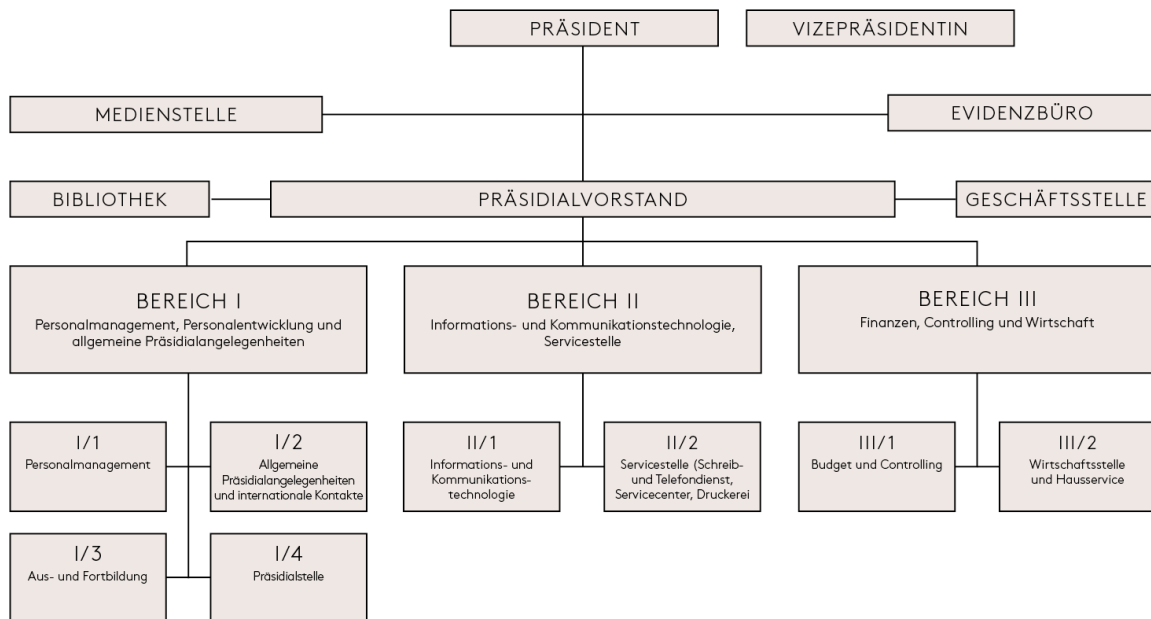 PRÄSIDENT
VIZEPRÄSIDENTIN
MEDIENSTELLE
EVIDENZBÜRO
BIBLIOTHEK
PRÄSIDIALVORSTAND
GESCHÄFTSSTELLE
BEREICH I
Personalmanagement, Personalentwicklung und
allgemeine Präsidialangelegenheiten
BEREICH II
Informations- und Kommunikationstechnologie,
Servicestelle
BEREICH III
Finanzen, Controlling und Wirtschaft
I/1
Personalmanagement
I/2
Allgemeine
Präsidialangelegenheiten
und internationale Kontakte
II/1
Informations- und
Kommunikations-
technologie
II/2
Servicestelle (Schreib-
und Telefondienst,
Servicecenter, Druckerei
III/1
Budget und Controlling
III/2
Wirtschaftsstelle
und Hausservice
I/3
Aus- und Fortbildung
I/4
Präsidialstelle